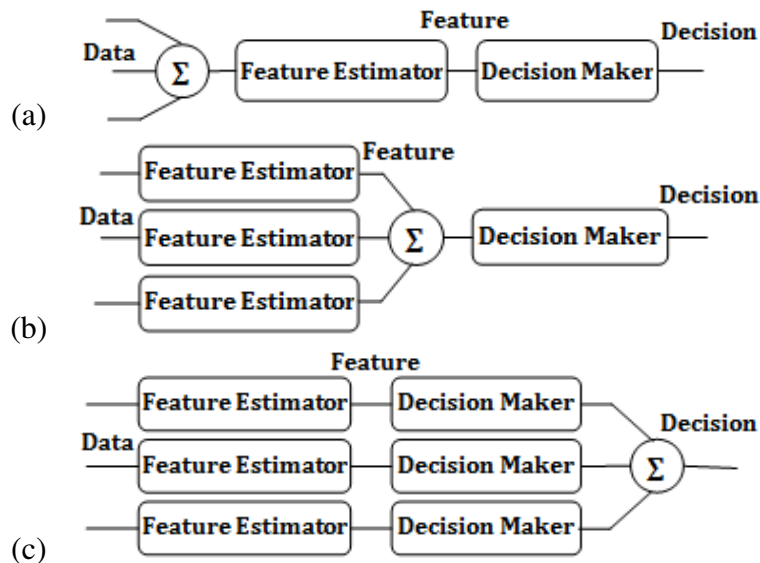 Feature
Decision
Data
Σ
Feature Estimator
Decision Maker
(a)
Feature Estimator
Feature
Decision
Data
Feature Estimator
Σ
Decision Maker
Feature Estimator
(b)
Feature
Feature Estimator
Decision Maker
Decision
Data
Feature Estimator
Decision Maker
Σ
Feature Estimator
Decision Maker
(c)